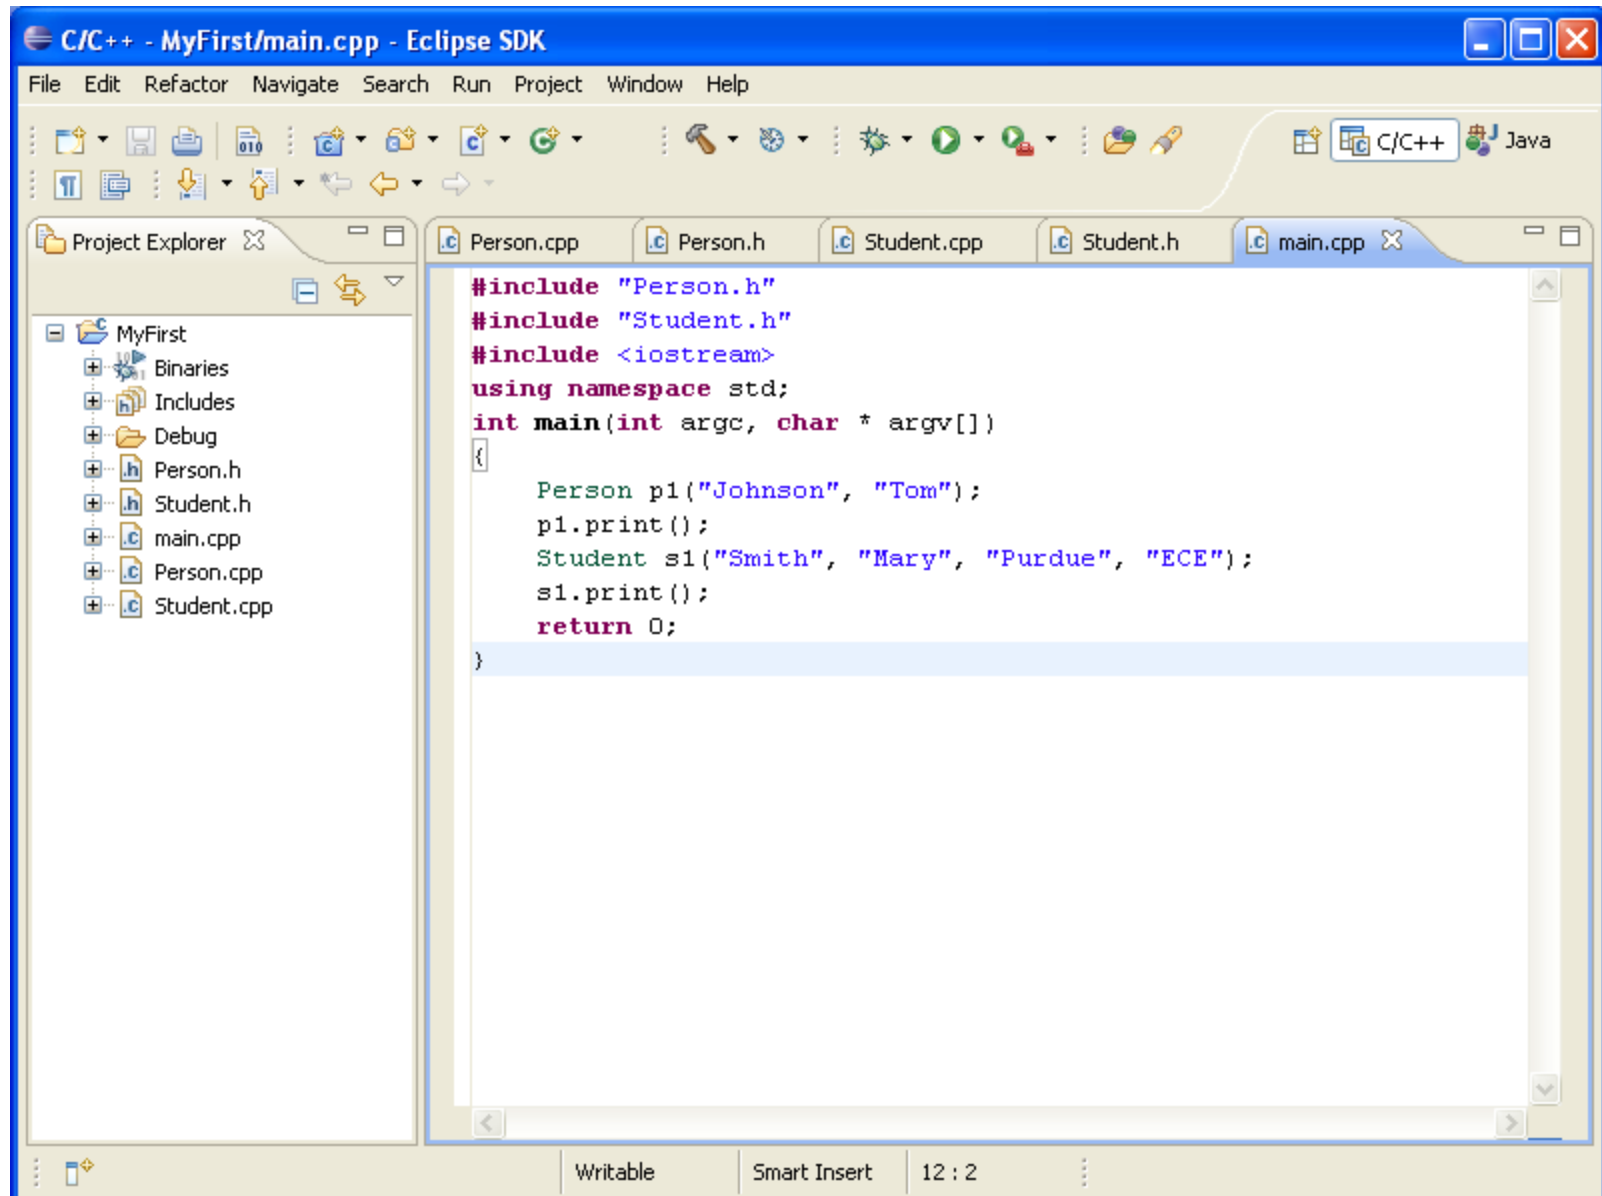 C/C++ - MyFirst/main.cpp - Eclipse SDK
File Edit Refactor Navigate Search Run Project Window Help
C/C++ Java
Project Explorer
Person.cpp Person.h Student.cpp Student.h main.cpp
MyFirst
Binaries
Includes
Debug
Person.h
Student.h
main.cpp
Person.cpp
Student.cpp
#include "Person.h"
#include "Student.h"
#include <iostream>
using namespace std;
int main(int argc, char * argv[])
{
    Person p1("Johnson", "Tom");
    p1.print();
    Student s1("Smith", "Mary", "Purdue", "ECE");
    s1.print();
    return 0;
}
Writable Smart Insert 12 : 2